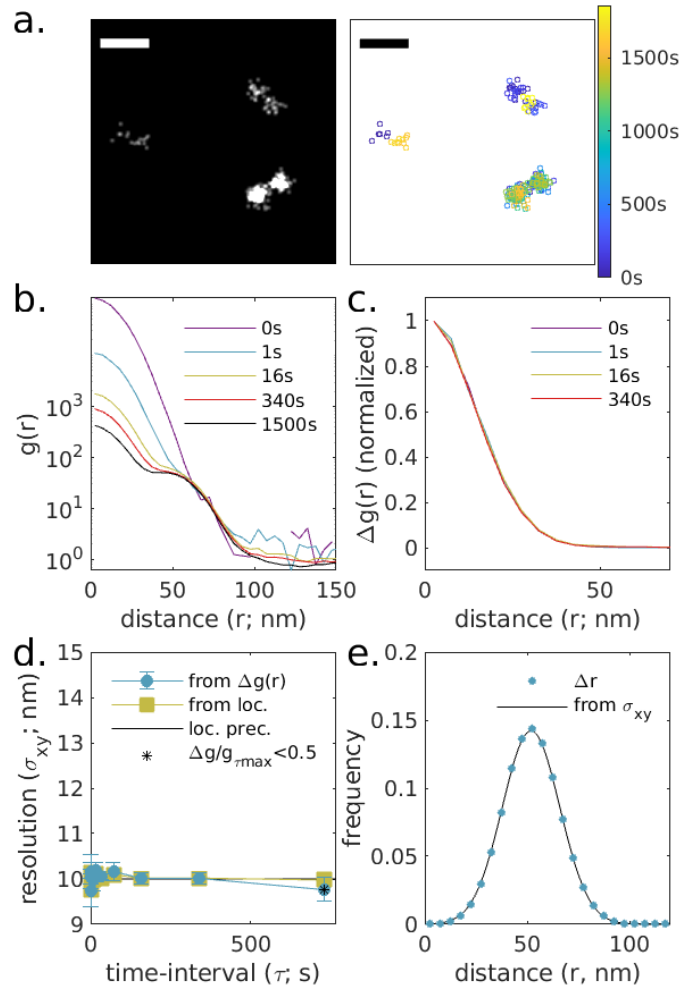 a.
1500s
1000s
500s
0s
b.
c.
g(r)
10³
10²
10¹
10⁰
0s
1s
16s
340s
1500s
0 50 100 150
distance (r; nm)
Δg(r) (normalized)
1
0.8
0.6
0.4
0.2
0
0s
1s
16s
340s
0 50
distance (r; nm)
d.
e.
resolution (σxy; nm)
15
14
13
12
11
10
9
from Δg(r)
from loc.
loc. prec.
Δg/gτmax<0.5
0 500
time-interval (τ; s)
frequency
0.2
0.15
0.1
0.05
0
Δr
from σxy
0 50 100
distance (r, nm)